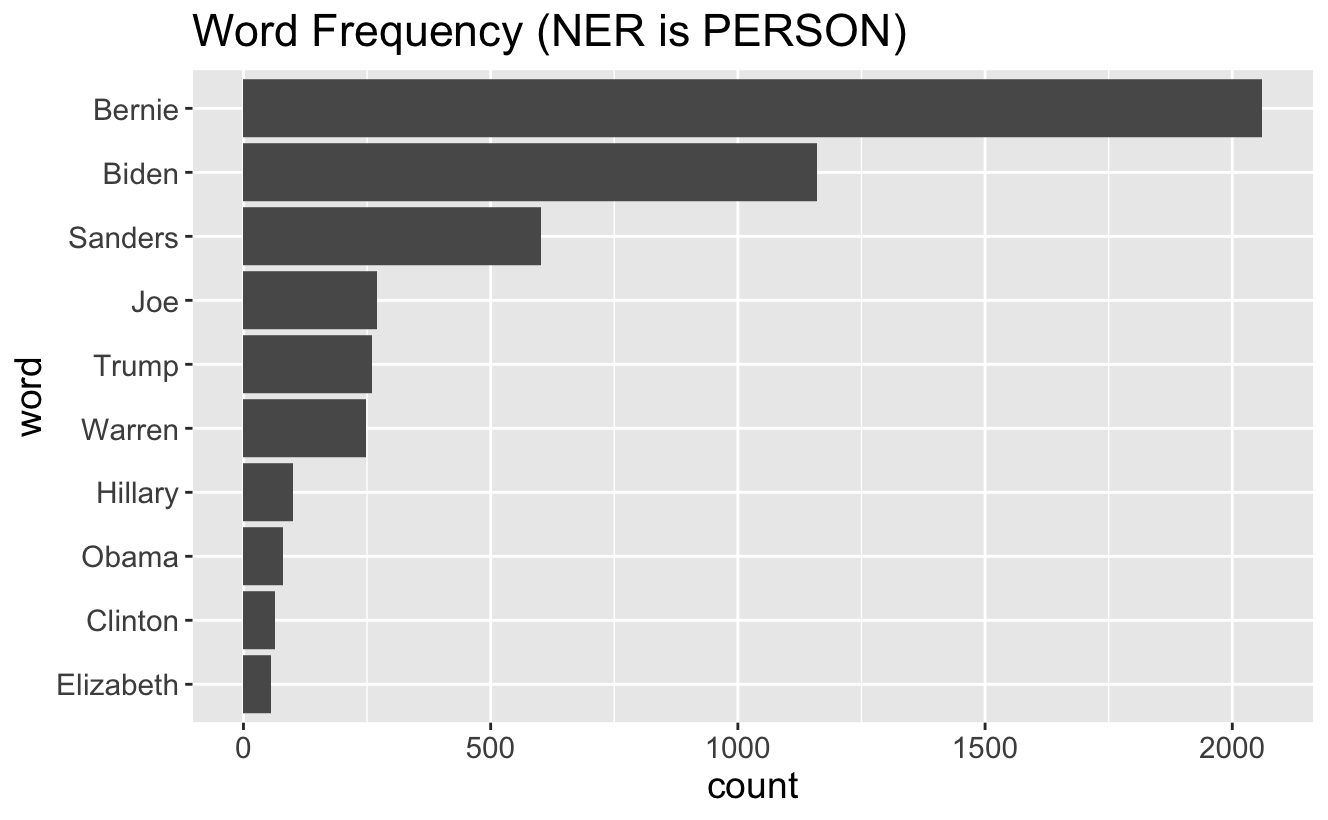 Word Frequency (NER is PERSON)
Bernie
Biden
Sanders
Joe
Trump
Warren
Hillary
Obama
Clinton
Elizabeth
word
0 500 1000 1500 2000
count